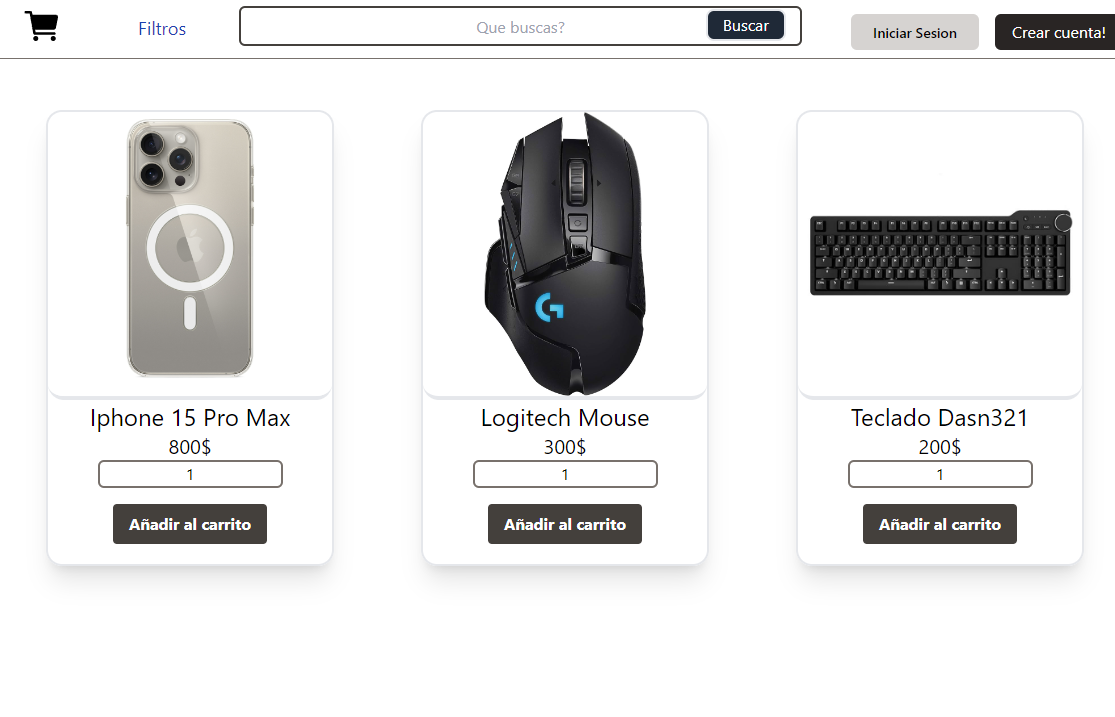 Filtros
Que buscas?
Buscar
Iniciar Sesion
Crear cuenta!
Iphone 15 Pro Max
800$
1
Añadir al carrito
Logitech Mouse
300$
1
Añadir al carrito
Teclado Dasn321
200$
1
Añadir al carrito